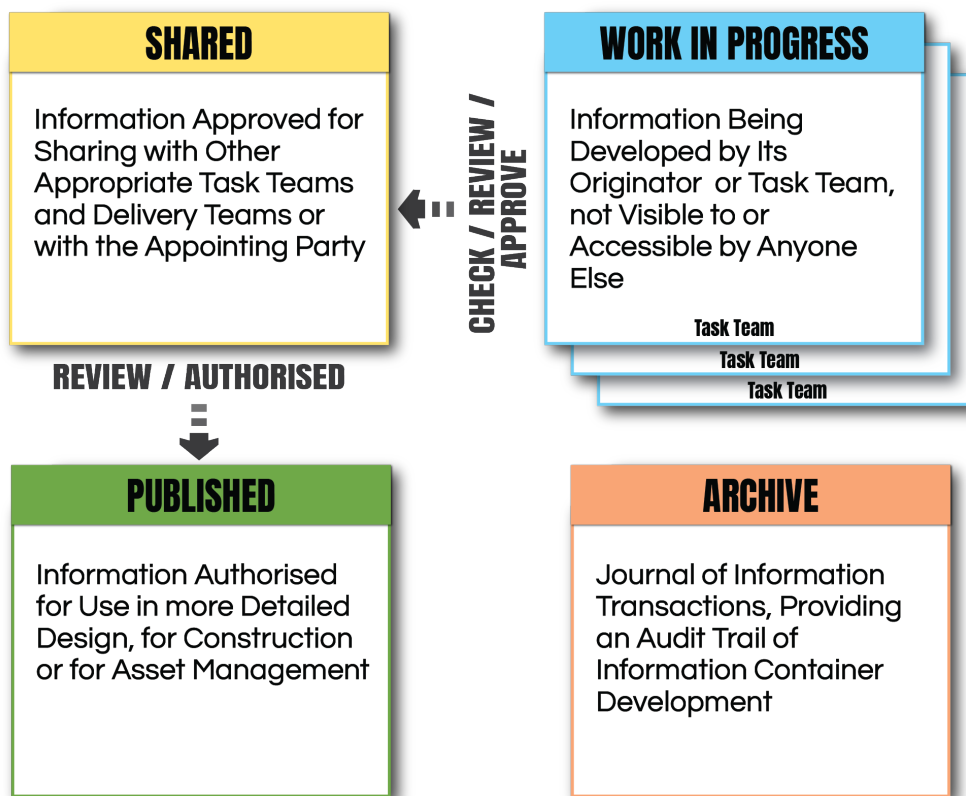 SHARED
Information Approved for
Sharing with Other
Appropriate Task Teams
and Delivery Teams or
with the Appointing Party
CHECK / REVIEW /
APPROVE
WORK IN PROGRESS
Information Being
Developed by Its
Originator or Task Team,
not Visible to or
Accessible by Anyone
Else
Task Team
Task Team
Task Team
REVIEW / AUTHORISED
PUBLISHED
Information Authorised
for Use in more Detailed
Design, for Construction
or for Asset Management
ARCHIVE
Journal of Information
Transactions, Providing
an Audit Trail of
Information Container
Development